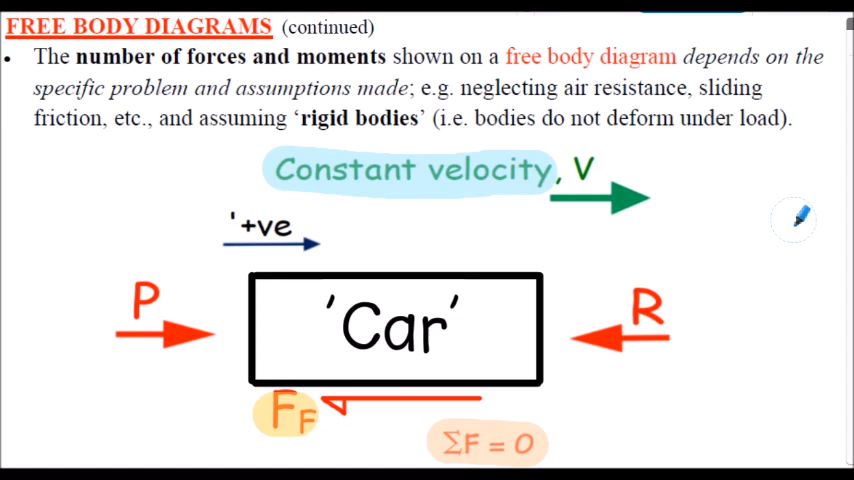 FREE BODY DIAGRAMS (continued)
• The number of forces and moments shown on a free body diagram depends on the
specific problem and assumptions made; e.g. neglecting air resistance, sliding
friction, etc., and assuming ‘rigid bodies’ (i.e. bodies do not deform under load).
Constant velocity, V
'+ve
P
'Car'
R
FF
ΣF = 0